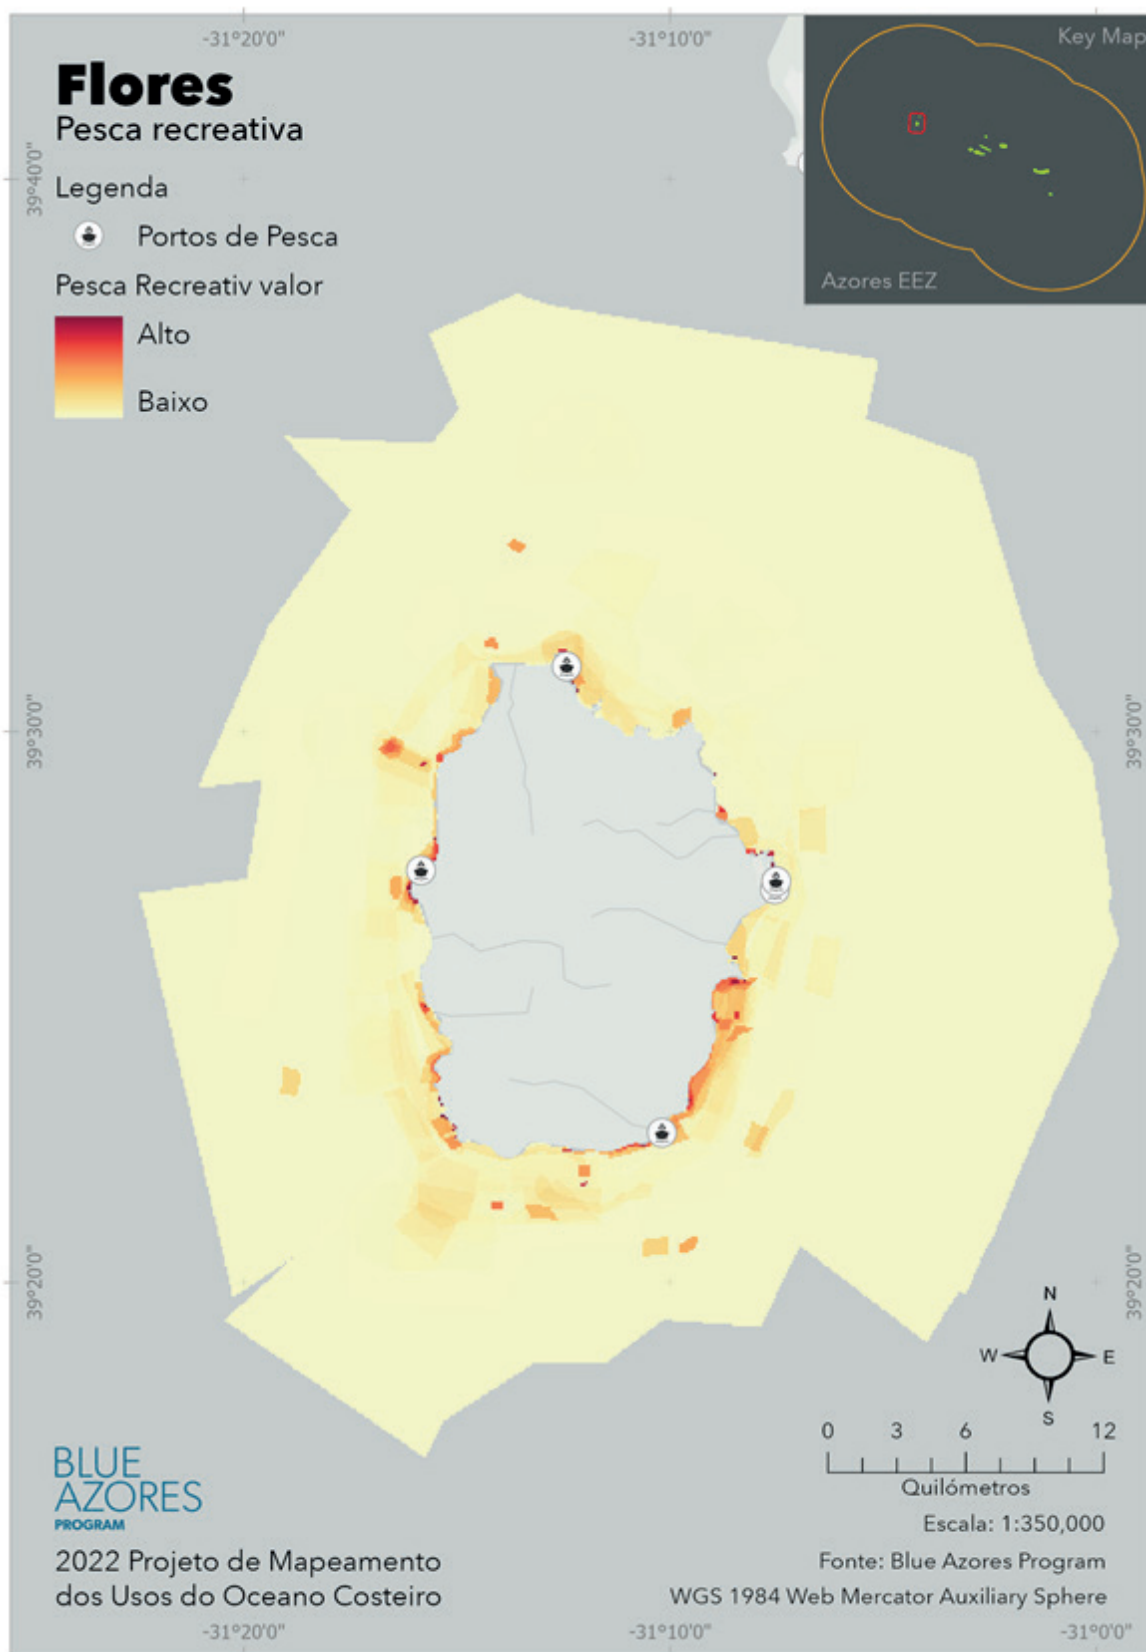 -31°20'0"
-31°10'0"
Key Map
Flores
Pesca recreativa
39°40'0"
Legenda
Portos de Pesca
Pesca Recreativ valor
Alto
Baixo
Azores EEZ
39°30'0"
39°30'0"
39°20'0"
39°20'0"
N
W
E
S
0 3 6 12
Quilómetros
Escala: 1:350,000
Fonte: Blue Azores Program
WGS 1984 Web Mercator Auxiliary Sphere
BLUE
AZORES
PROGRAM
2022 Projeto de Mapeamento
dos Usos do Oceano Costeiro
-31°20'0"
-31°10'0"
-31°0'0"